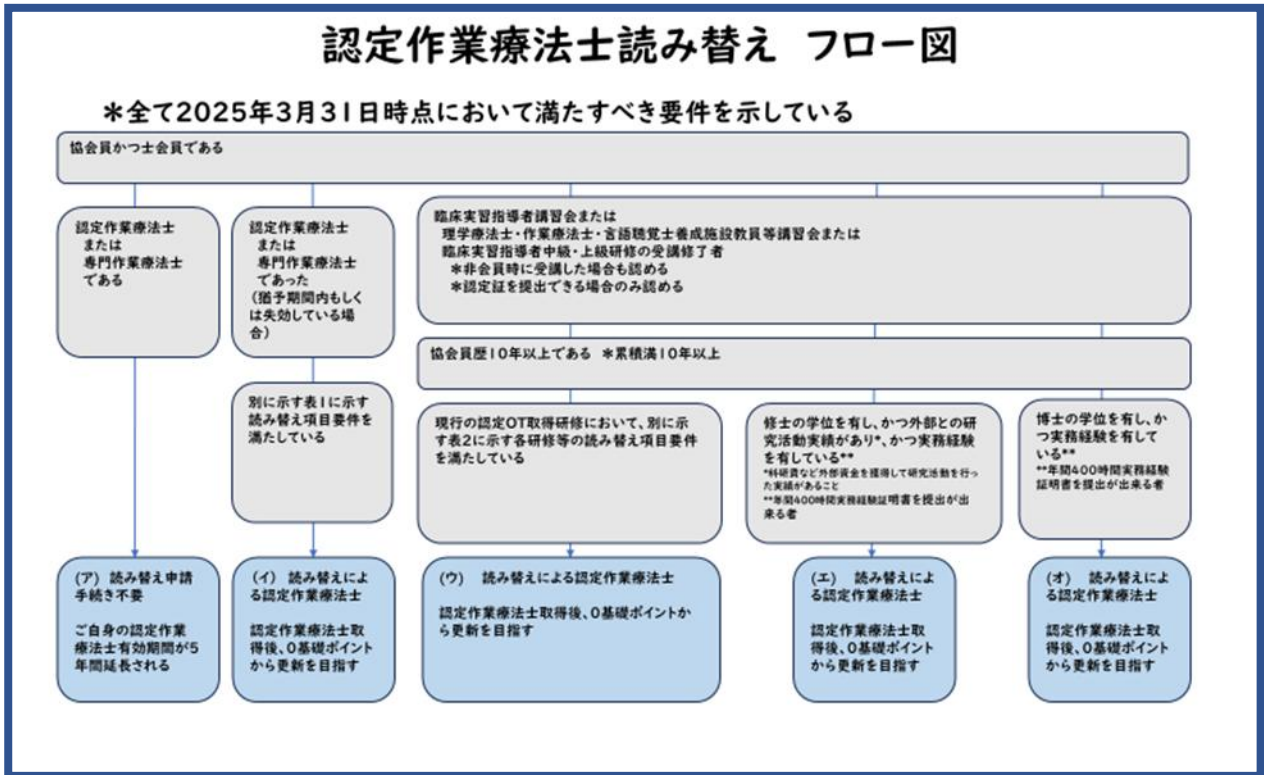 認定作業療法士読み替え フロー図
*全て2025年3月31日時点において満たすべき要件を示している
協会員かつ士会員である
認定作業療法士
または
専門作業療法士
である
認定作業療法士
または
専門作業療法士
であった
(猶予期間内もしく
は失効している場
合)
臨床実習指導者講習会または
理学療法士・作業療法士・言語聴覚士養成施設教員等講習会または
臨床実習指導者中級・上級研修の受講修了者
*非会員時に受講した場合も認める
*認定証を提出できる場合のみ認める
協会員歴10年以上である *累積満10年以上
別に示す表1に示す
読み替え項目要件を
満たしている
現行の認定OT取得研修において、別に示
す表2に示す各研修等の読み替え項目要件
を満たしている
修士の学位を有し、かつ外部との研
究活動実績があり*、かつ実務経験
を有している**
*科研費など外部資金を獲得して研究活動を行っ
た実績があること
**年間400時間実務経験証明書を提出が出
来る者
博士の学位を有し、か
つ実務経験を有して
いる**
**年間400時間実務経験
証明書を提出が出来る者
(ア) 読み替え申請
手続き不要
ご自身の認定作業
療法士有効期間が5
年間延長される
(イ) 読み替えによ
る認定作業療法士
認定作業療法士取
得後、0基礎ポイント
から更新を目指す
(ウ) 読み替えによる認定作業療法士
認定作業療法士取得後、0基礎ポイントか
ら更新を目指す
(エ) 読み替えによ
る認定作業療法士
認定作業療法士取
得後、0基礎ポイント
から更新を目指す
(オ) 読み替えによ
る認定作業療法士
認定作業療法士取
得後、0基礎ポイント
から更新を目指す